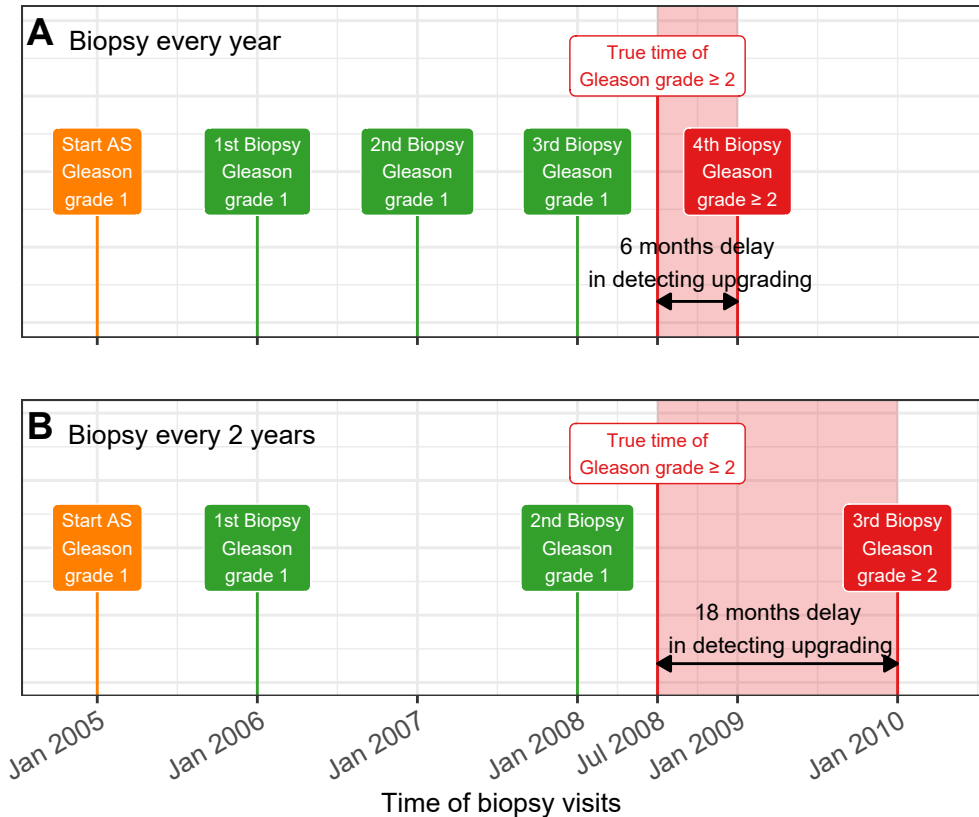 A Biopsy every year
True time of
Gleason grade ≥ 2
Start AS
Gleason
grade 1
1st Biopsy
Gleason
grade 1
2nd Biopsy
Gleason
grade 1
3rd Biopsy
Gleason
grade 1
4th Biopsy
Gleason
grade ≥ 2
6 months delay
in detecting upgrading
B Biopsy every 2 years
True time of
Gleason grade ≥ 2
Start AS
Gleason
grade 1
1st Biopsy
Gleason
grade 1
2nd Biopsy
Gleason
grade 1
3rd Biopsy
Gleason
grade ≥ 2
18 months delay
in detecting upgrading
Jan 2005
Jan 2006
Jan 2007
Jan 2008
Jul 2008
Jan 2009
Jan 2010
Time of biopsy visits